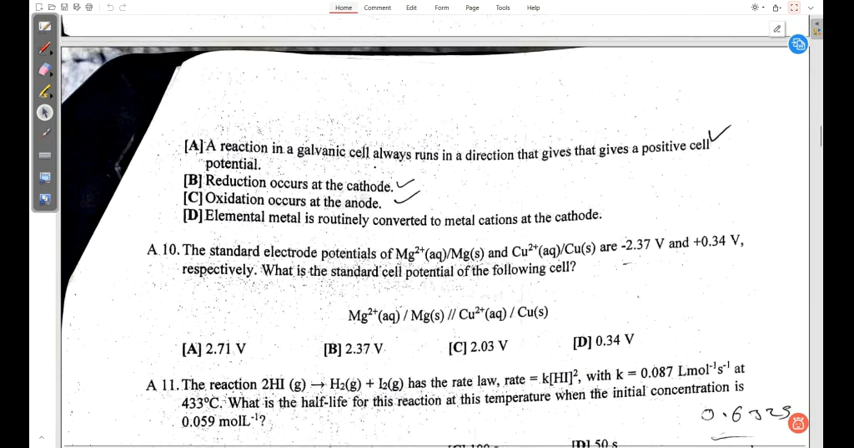 Home Comment Edit Form Page Tools Help
[A] A reaction in a galvanic cell always runs in a direction that gives that gives a positive cell
potential.
[B] Reduction occurs at the cathode.
[C] Oxidation occurs at the anode.
[D] Elemental metal is routinely converted to metal cations at the cathode.
A 10. The standard electrode potentials of Mg²⁺(aq)/Mg(s) and Cu²⁺(aq)/Cu(s) are -2.37 V and +0.34 V,
respectively. What is the standard cell potential of the following cell?
Mg²⁺(aq) / Mg(s) // Cu²⁺(aq) / Cu(s)
[A] 2.71 V [B] 2.37 V [C] 2.03 V [D] 0.34 V
A 11. The reaction 2HI (g) → H₂(g) + I₂(g) has the rate law, rate = k[HI]², with k = 0.087 Lmol⁻¹s⁻¹ at
433°C. What is the half-life for this reaction at this temperature when the initial concentration is
0.059 molL⁻¹?
[D] 50 s